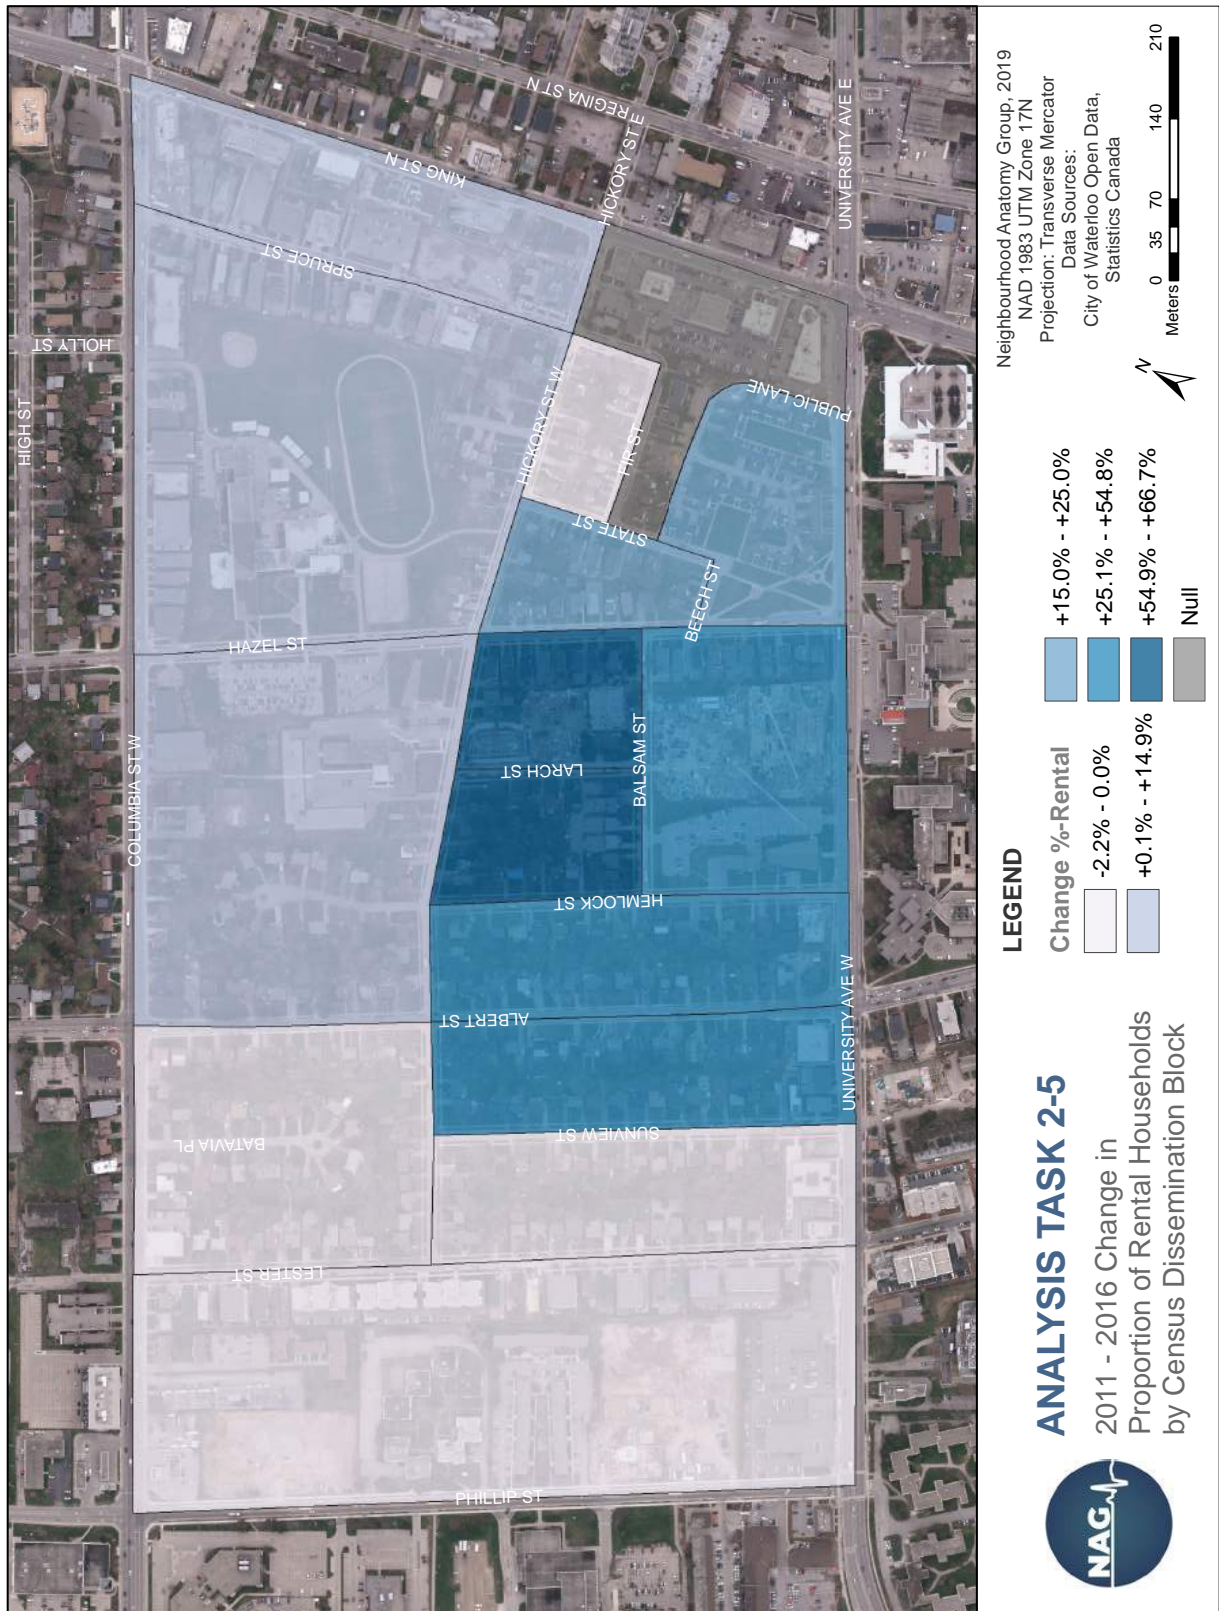 HIGH ST
HOLLY ST
COLUMBIA ST W
REGINA ST N
KING ST N
SPRUCE ST
HICKORY ST E
HICKORY ST W
UNIVERSITY AVE E
HAZEL ST
FIR ST
STATE ST
PUBLIC LANE
BEECH ST
LARCH ST
BALSAM ST
HEMLOCK ST
ALBERT ST
UNIVERSITY AVE W
BATAVIA PL
SUNVIEW ST
LESTER ST
PHILLIP ST
NAG
ANALYSIS TASK 2-5
2011 - 2016 Change in
Proportion of Rental Households
by Census Dissemination Block
LEGEND
Change %-Rental
-2.2% - 0.0%
+0.1% - +14.9%
+15.0% - +25.0%
+25.1% - +54.8%
+54.9% - +66.7%
Null
Neighbourhood Anatomy Group, 2019
NAD 1983 UTM Zone 17N
Projection: Transverse Mercator
Data Sources:
City of Waterloo Open Data,
Statistics Canada
N
0 35 70 140 210
Meters